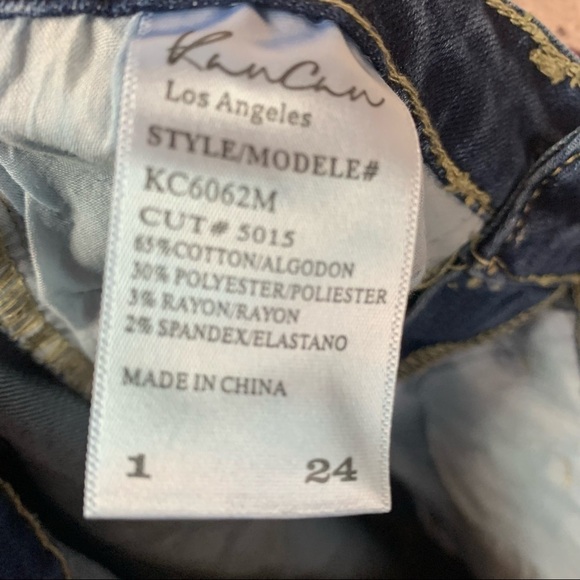 KanCan
Los Angeles
STYLE/MODELE#
KC6062M
CUT# 5015
65%COTTON/ALGODON
30% POLYESTER/POLIESTER
3% RAYON/RAYON
2% SPANDEX/ELASTANO
MADE IN CHINA
1 24